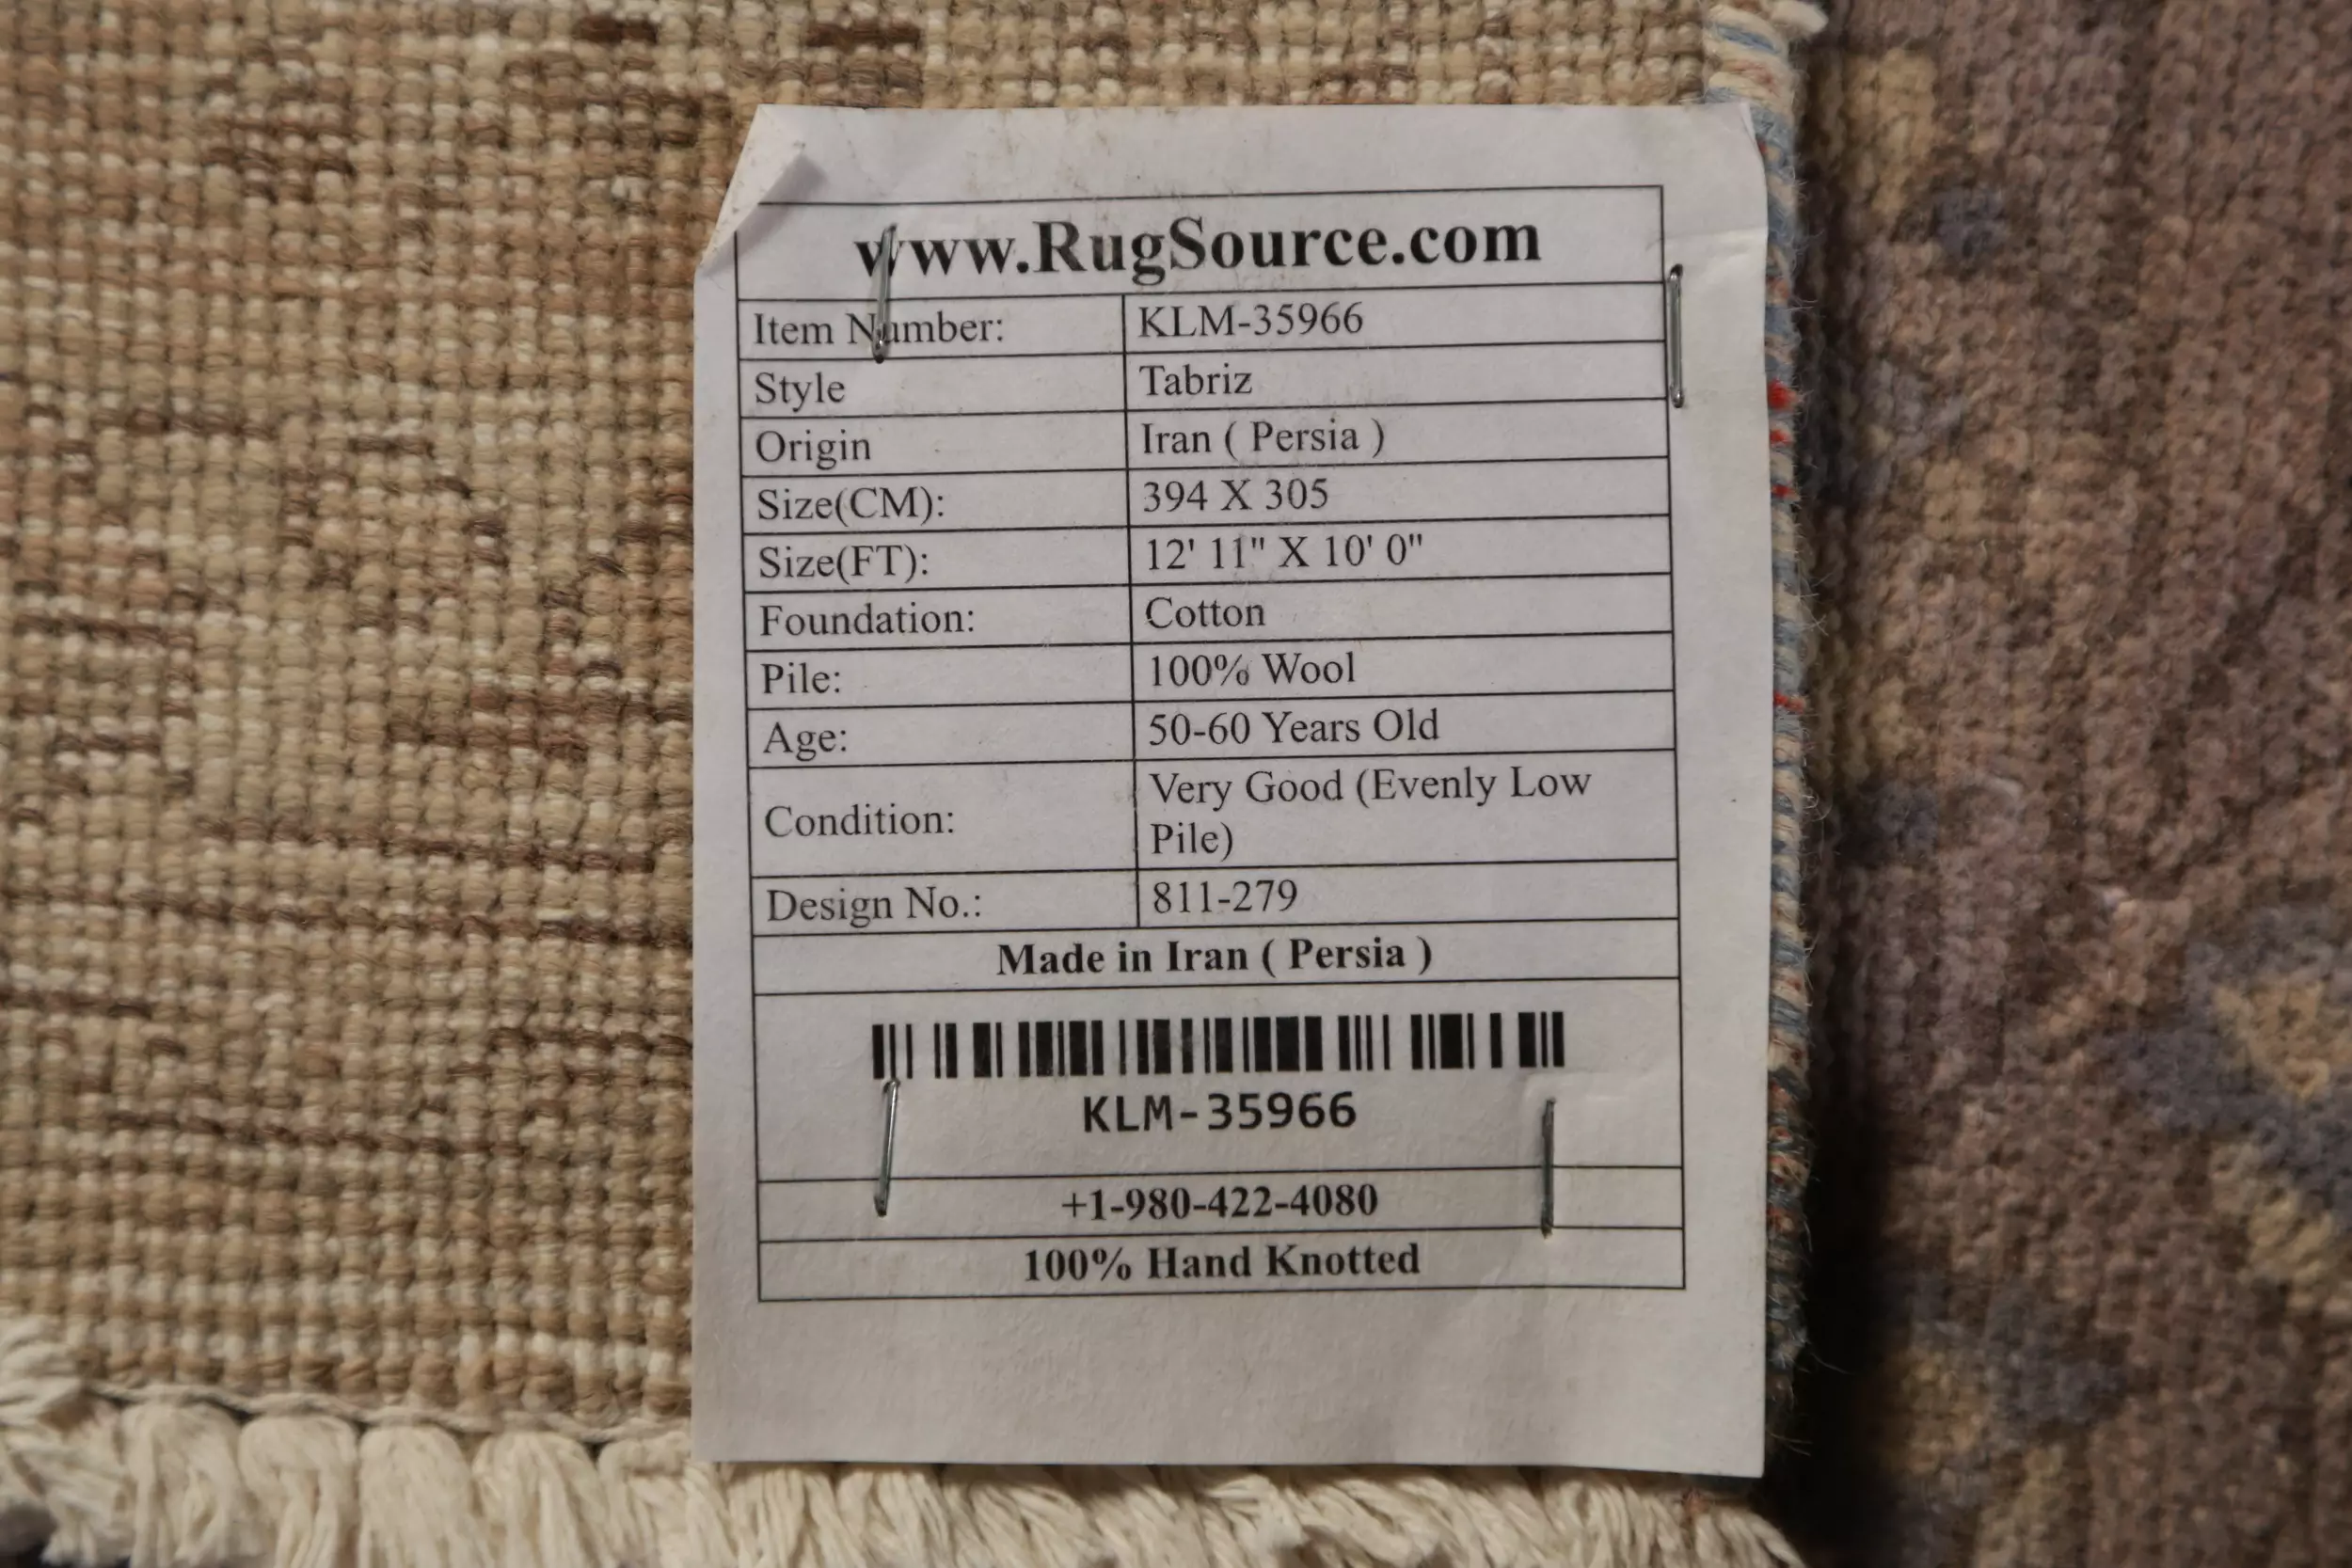 www.RugSource.com
Item Number: KLM-35966
Style Tabriz
Origin Iran ( Persia )
Size(CM): 394 X 305
Size(FT): 12' 11" X 10' 0"
Foundation: Cotton
Pile: 100% Wool
Age: 50-60 Years Old
Condition: Very Good (Evenly Low
Pile)
Design No.: 811-279
Made in Iran ( Persia )
KLM-35966
+1-980-422-4080
100% Hand Knotted